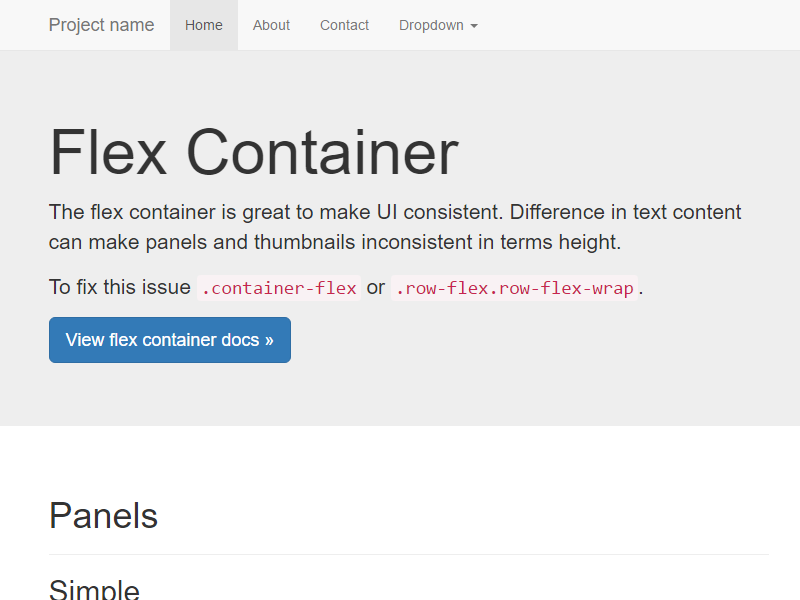 Project name Home About Contact Dropdown
Flex Container
The flex container is great to make UI consistent. Difference in text content
can make panels and thumbnails inconsistent in terms height.
To fix this issue .container-flex or .row-flex.row-flex-wrap.
View flex container docs »
Panels
Simple